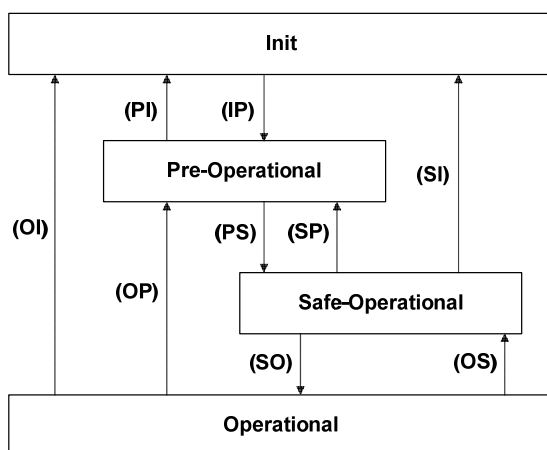 Init
(PI)
(IP)
Pre-Operational
(SI)
(OI)
(PS)
(SP)
(OP)
Safe-Operational
(SO)
(OS)
Operational